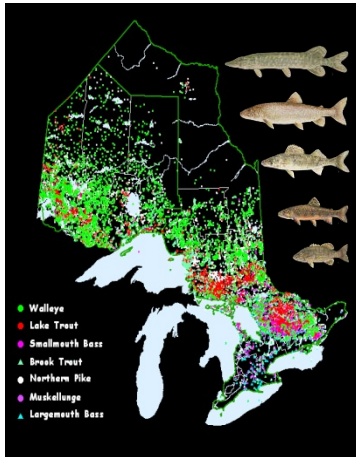 Walleye
Lake Trout
Smallmouth Bass
Brook Trout
Northern Pike
Muskellunge
Largemouth Bass